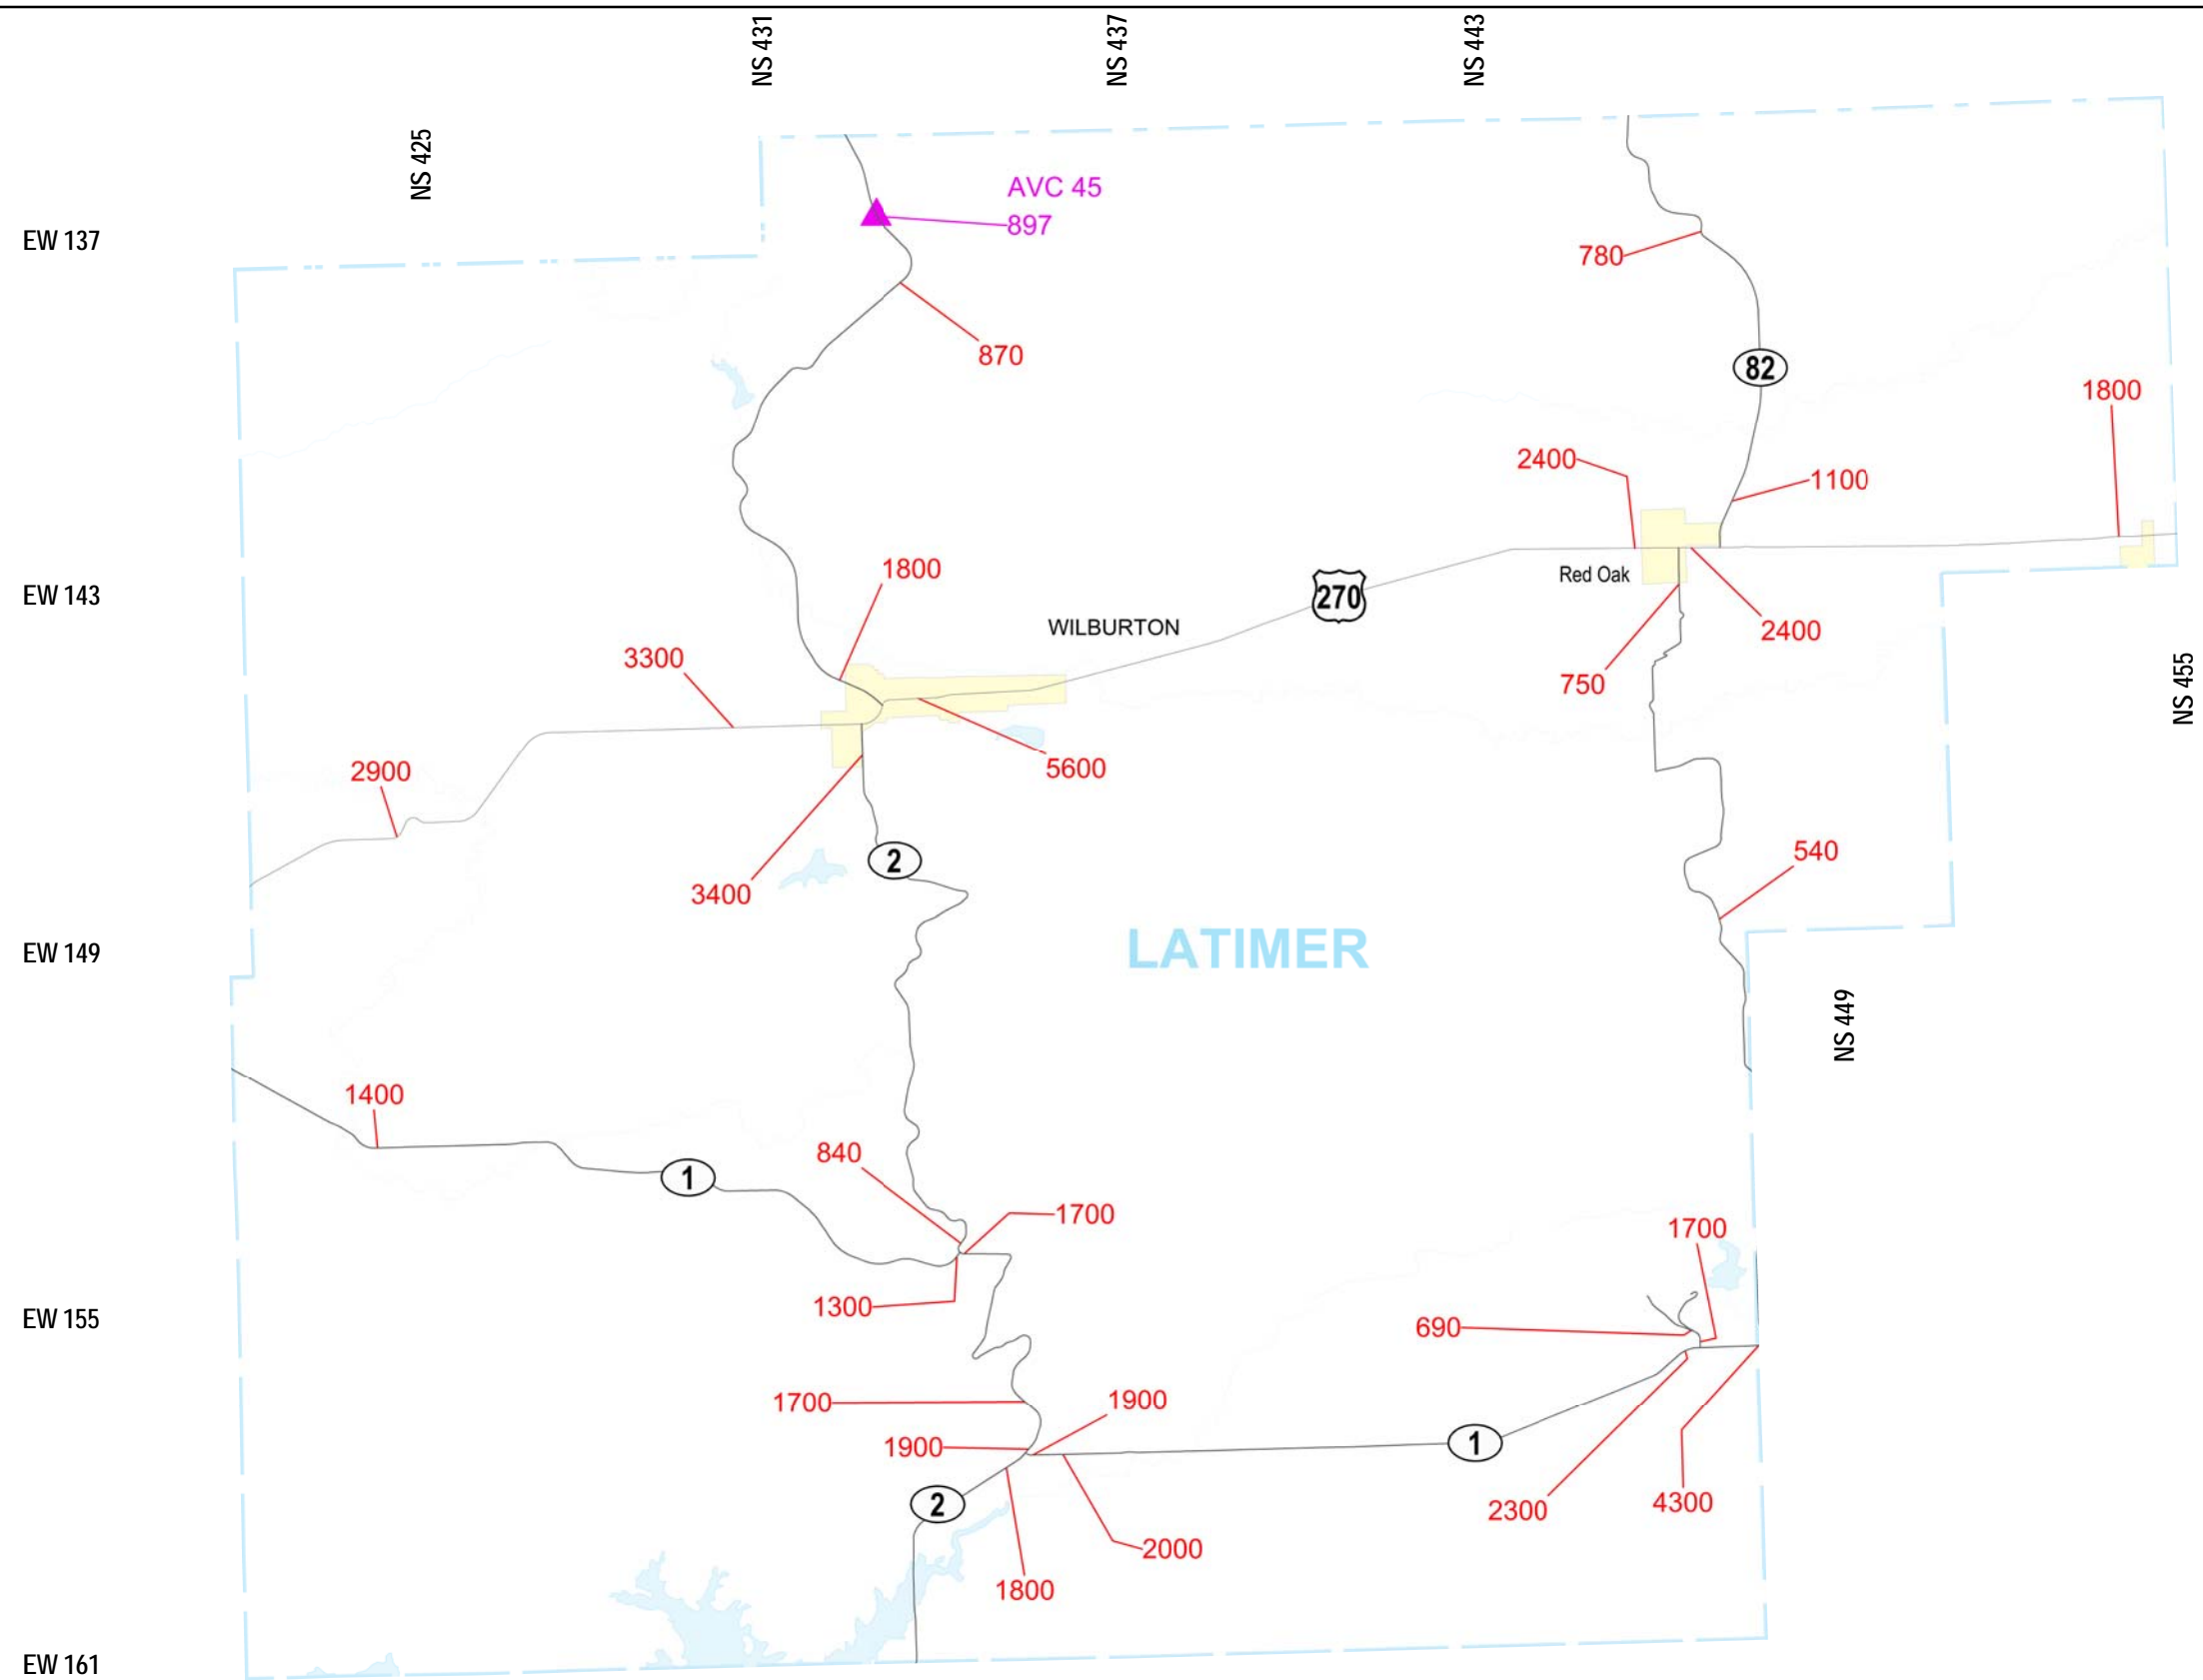 NS 431
NS 437
NS 443
NS 425
AVC 45
897
EW 137
780
870
82
1800
2400
1100
1800
270
Red Oak
EW 143
WILBURTON
2400
3300
750
NS 455
2900
5600
2
540
3400
LATIMER
EW 149
NS 449
1400
840
1
1700
1700
1300
EW 155
690
1700
1900
1900
1
2
2300
4300
2000
1800
EW 161